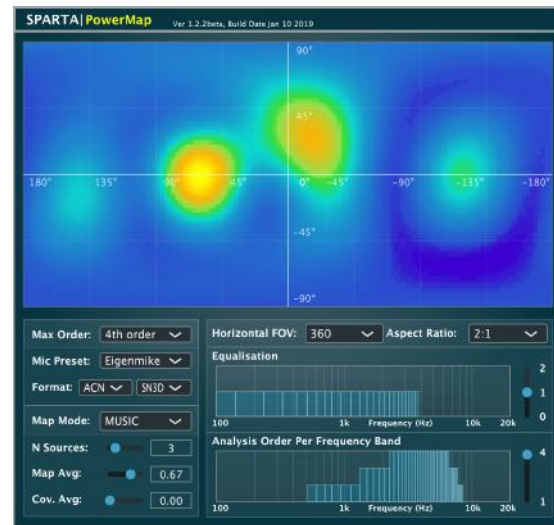 SPARTA|PowerMap Ver 1.2.2beta, Build Date Jan 10 2019
90°
45°
180° 135° 90° 45° 0° -45° -90° -135° -180°
-45°
-90°
Max Order: 4th order
Mic Preset: Eigenmike
Format: ACN SN3D
Map Mode: MUSIC
N Sources: 3
Map Avg: 0.67
Cov. Avg: 0.00
Horizontal FOV: 360 Aspect Ratio: 2:1
Equalisation
2
1
0
100 1k Frequency (Hz) 10k 20k
Analysis Order Per Frequency Band
4
1
100 1k Frequency (Hz) 10k 20k